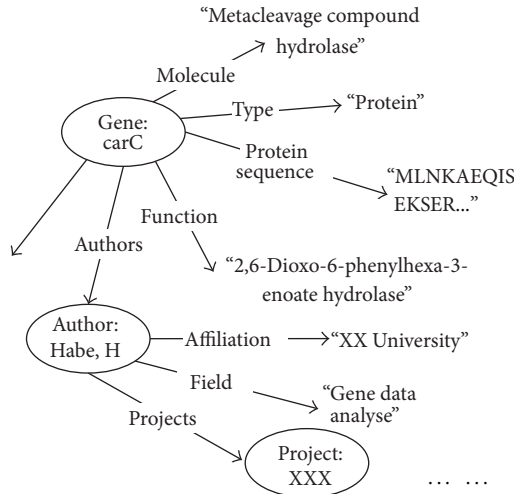 “Metacleavage compound
hydrolase”
Molecule
Type
“Protein”
Gene:
carC
Protein
sequence
“MLNKAEQIS
EKSER...”
Function
Authors
“2,6-Dioxo-6-phenylhexa-3-
enoate hydrolase”
Author:
Habe, H
Affiliation
“XX University”
Field
“Gene data
analyse”
Projects
Project:
XXX
... ...